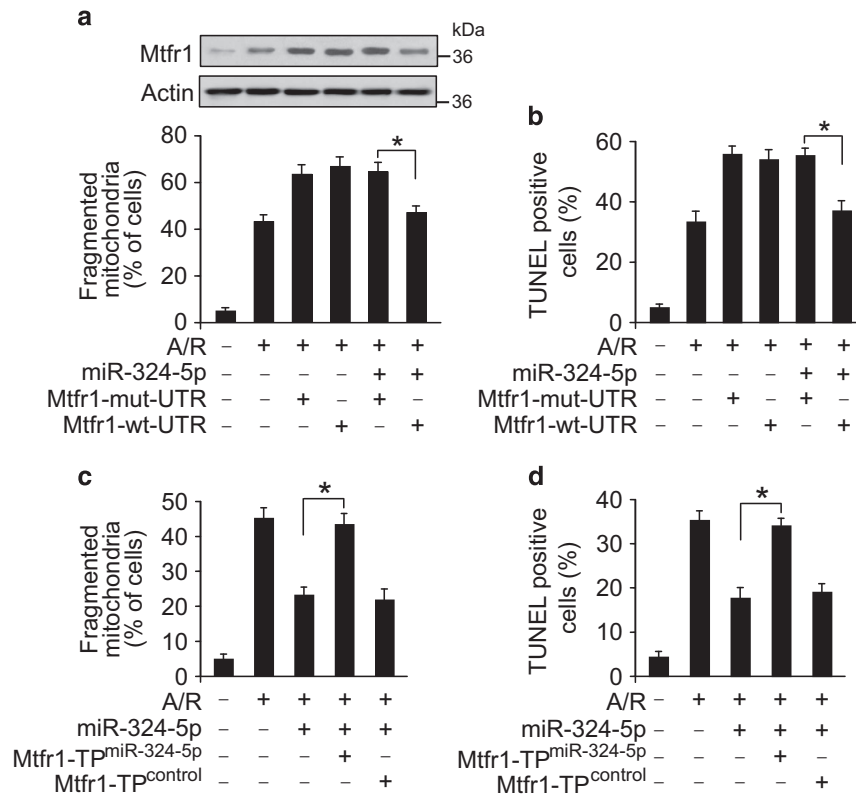 a
kDa
Mtfr1
36
Actin
36
Fragmented
mitochondria
(% of cells)
80
60
40
20
0
*
A/R – + + + + +
miR-324-5p – – – – + +
Mtfr1-mut-UTR – – + – + –
Mtfr1-wt-UTR – – – + – +
b
TUNEL positive
cells (%)
60
40
20
0
*
A/R – + + + + +
miR-324-5p – – – – + +
Mtfr1-mut-UTR – – + – + –
Mtfr1-wt-UTR – – – + – +
c
Fragmented
mitochondria
(% of cells)
50
40
30
20
10
0
*
A/R – + + + +
miR-324-5p – – + + +
Mtfr1-TPmiR-324-5p – – – + –
Mtfr1-TPcontrol – – – – +
d
TUNEL positive
cells (%)
40
30
20
10
0
*
A/R – + + + +
miR-324-5p – – + + +
Mtfr1-TPmiR-324-5p – – – + –
Mtfr1-TPcontrol – – – – +